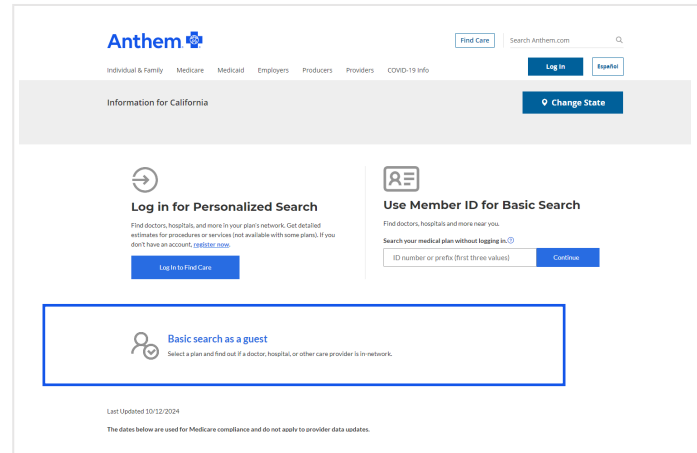 Anthem
Find Care
Search Anthem.com
Individual & Family Medicare Medicaid Employers Producers Providers COVID-19 Info
Log In
Español
Information for California
Change State
Log in for Personalized Search
Find doctors, hospitals, and more in your plan's network. Get detailed
estimates for procedures or services (not available with some plans). If you
don't have an account, register now.
Log In to Find Care
Use Member ID for Basic Search
Find doctors, hospitals and more near you.
Search your medical plan without logging in.
ID number or prefix (first three values)
Continue
Basic search as a guest
Select a plan and find out if a doctor, hospital, or other care provider is in-network.
Last Updated 10/12/2024
The dates below are used for Medicare compliance and do not apply to provider data updates.